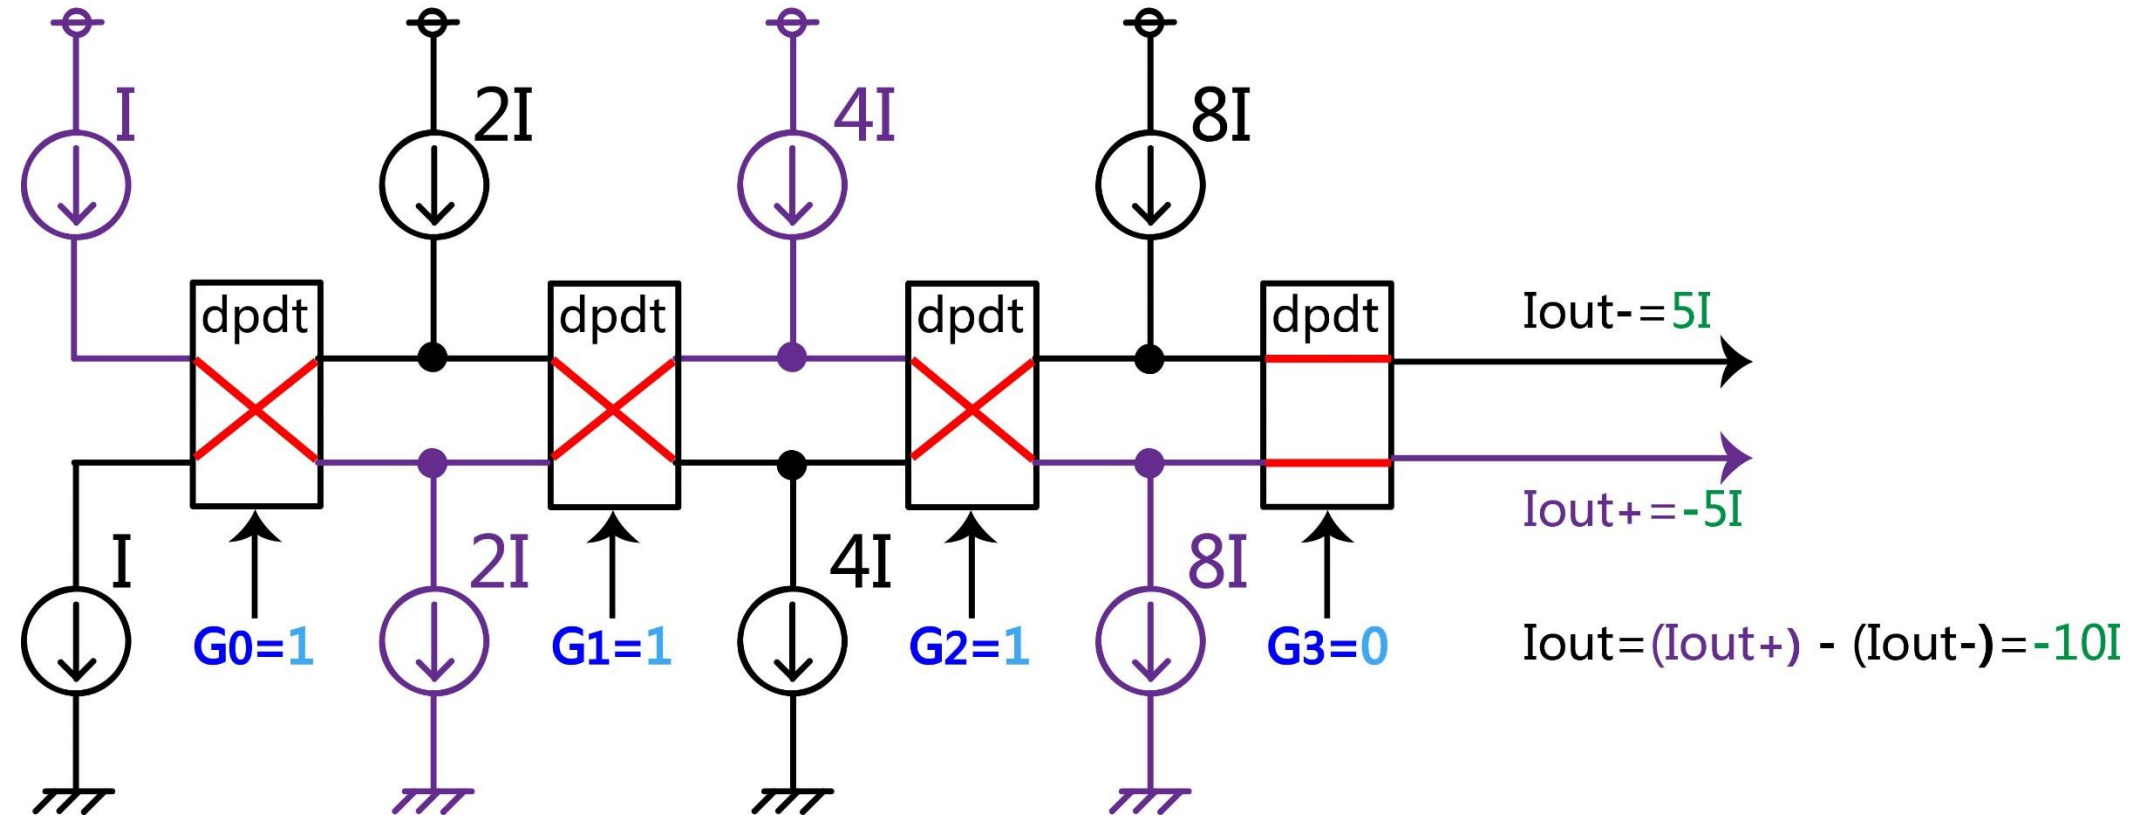 I
2I
4I
8I
dpdt
dpdt
dpdt
dpdt
Iout-=5I
Iout+=-5I
I
2I
4I
8I
G0=1
G1=1
G2=1
G3=0
Iout=(Iout+) - (Iout-)=-10I